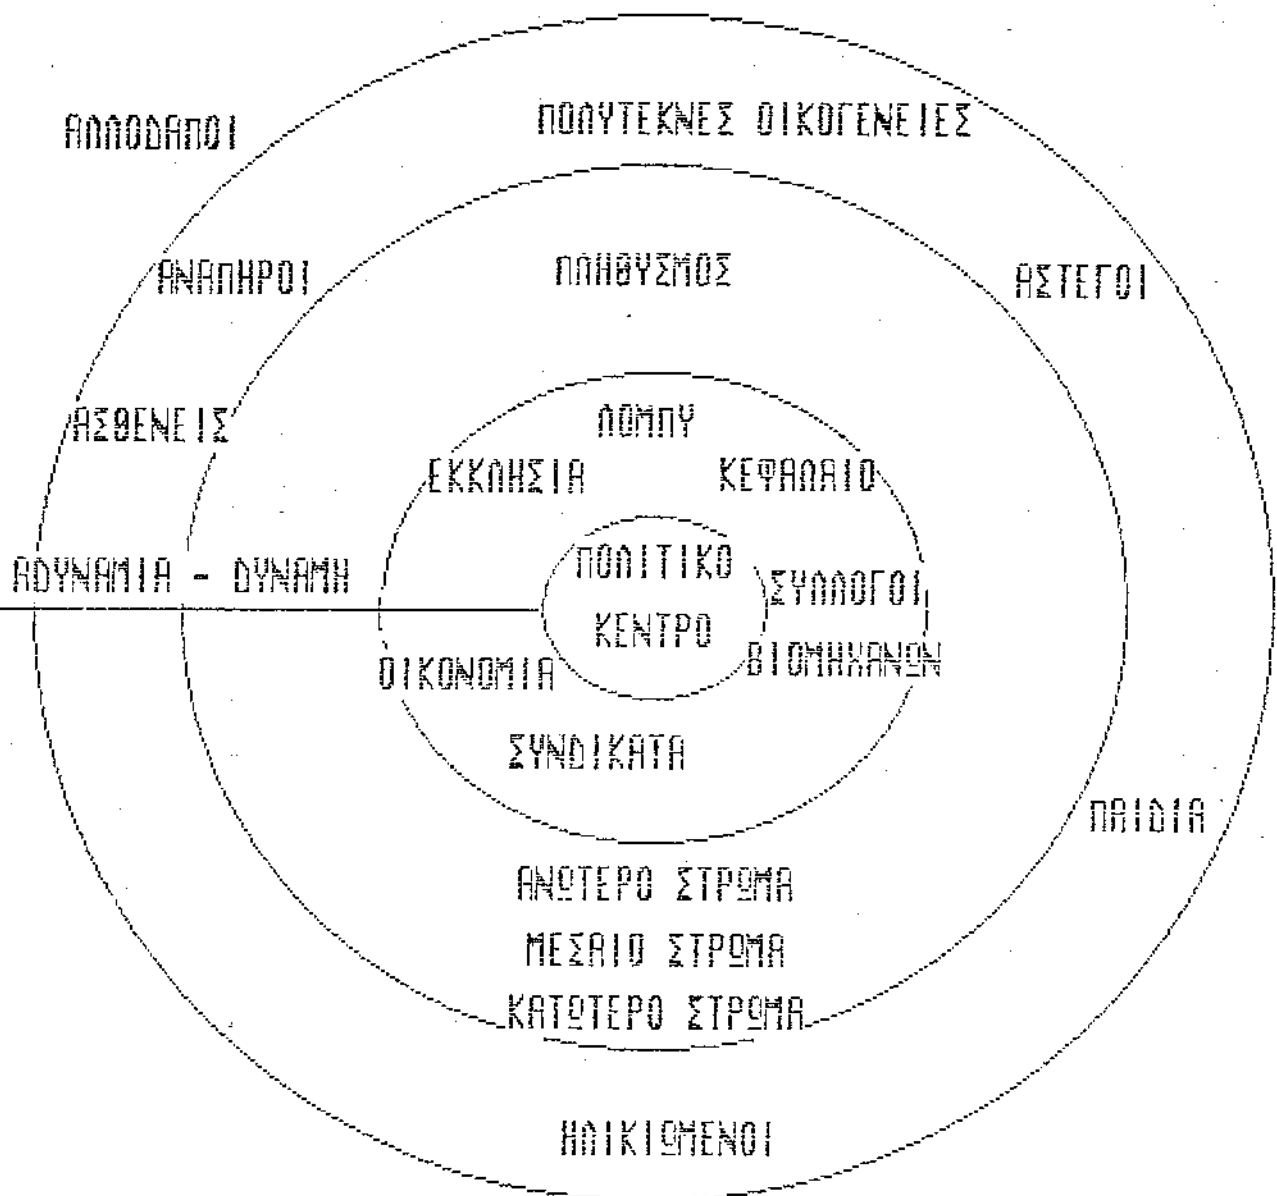 ΠΟΛΥΤΕΚΝΕΣ ΟΙΚΟΓΕΝΕΙΕΣ
ΑΛΛΟΔΑΠΟΙ
ΑΝΑΠΗΡΟΙ
ΠΛΗΘΥΣΜΟΣ
ΑΣΤΕΓΟΙ
ΑΣΘΕΝΕΙΣ
ΛΟΜΠΥ
ΕΚΚΛΗΣΙΑ
ΚΕΦΑΛΑΙΟ
ΑΔΥΝΑΜΙΑ - ΔΥΝΑΜΗ
ΠΟΛΙΤΙΚΟ
ΚΕΝΤΡΟ
ΣΥΛΛΟΓΟΙ
ΒΙΟΜΗΧΑΝΩΝ
ΟΙΚΟΝΟΜΙΑ
ΣΥΝΔΙΚΑΤΑ
ΠΑΙΔΙΑ
ΑΝΩΤΕΡΟ ΣΤΡΩΜΑ
ΜΕΣΑΙΟ ΣΤΡΩΜΑ
ΚΑΤΩΤΕΡΟ ΣΤΡΩΜΑ
ΗΛΙΚΙΩΜΕΝΟΙ